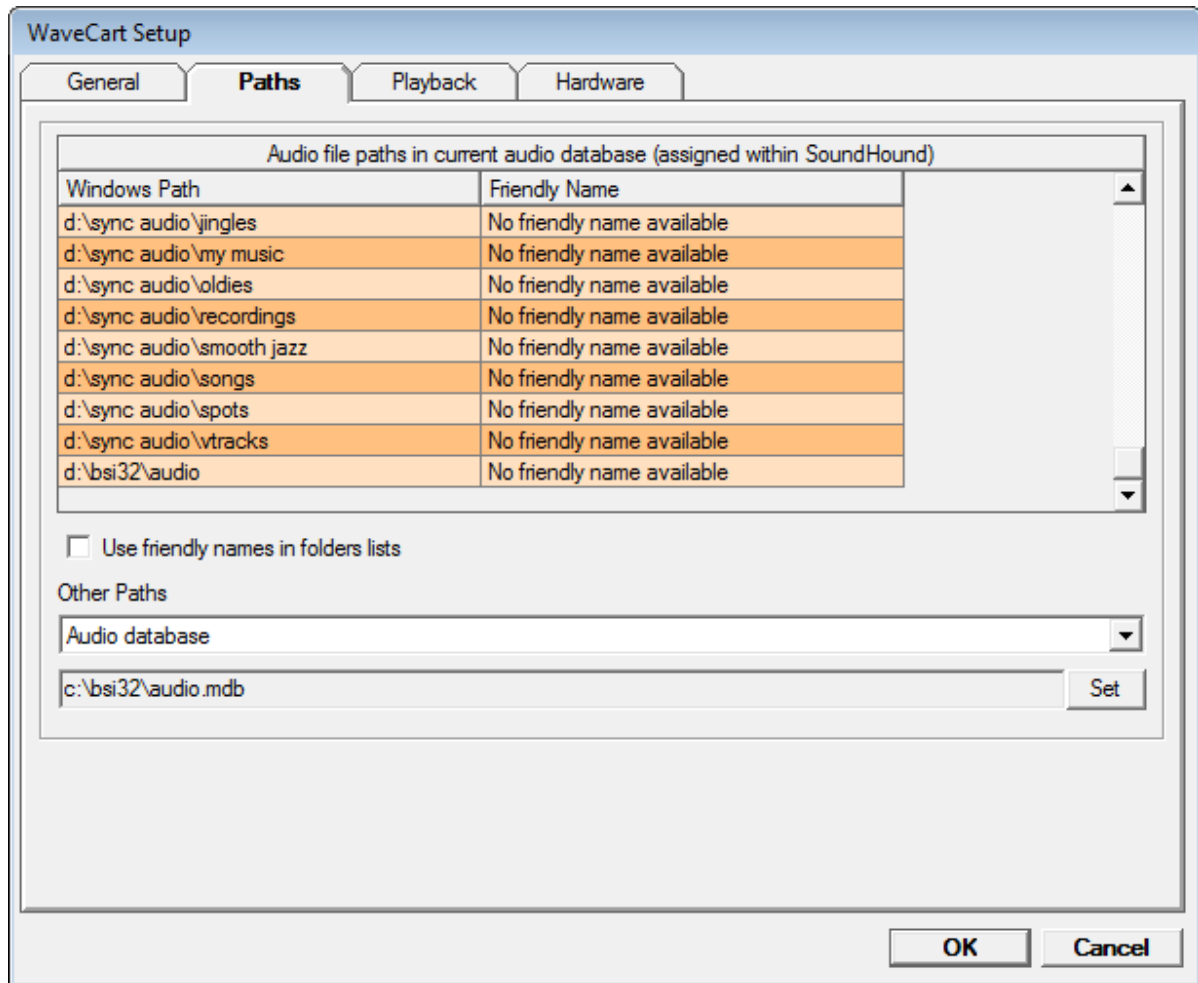 WaveCart Setup
General Paths Playback Hardware
Audio file paths in current audio database (assigned within SoundHound)
Windows Path Friendly Name
d:\sync audio\jingles No friendly name available
d:\sync audio\my music No friendly name available
d:\sync audio\oldies No friendly name available
d:\sync audio\recordings No friendly name available
d:\sync audio\smooth jazz No friendly name available
d:\sync audio\songs No friendly name available
d:\sync audio\spots No friendly name available
d:\sync audio\vtracks No friendly name available
d:\bsi32\audio No friendly name available
Use friendly names in folders lists
Other Paths
Audio database
c:\bsi32\audio.mdb Set
OK Cancel